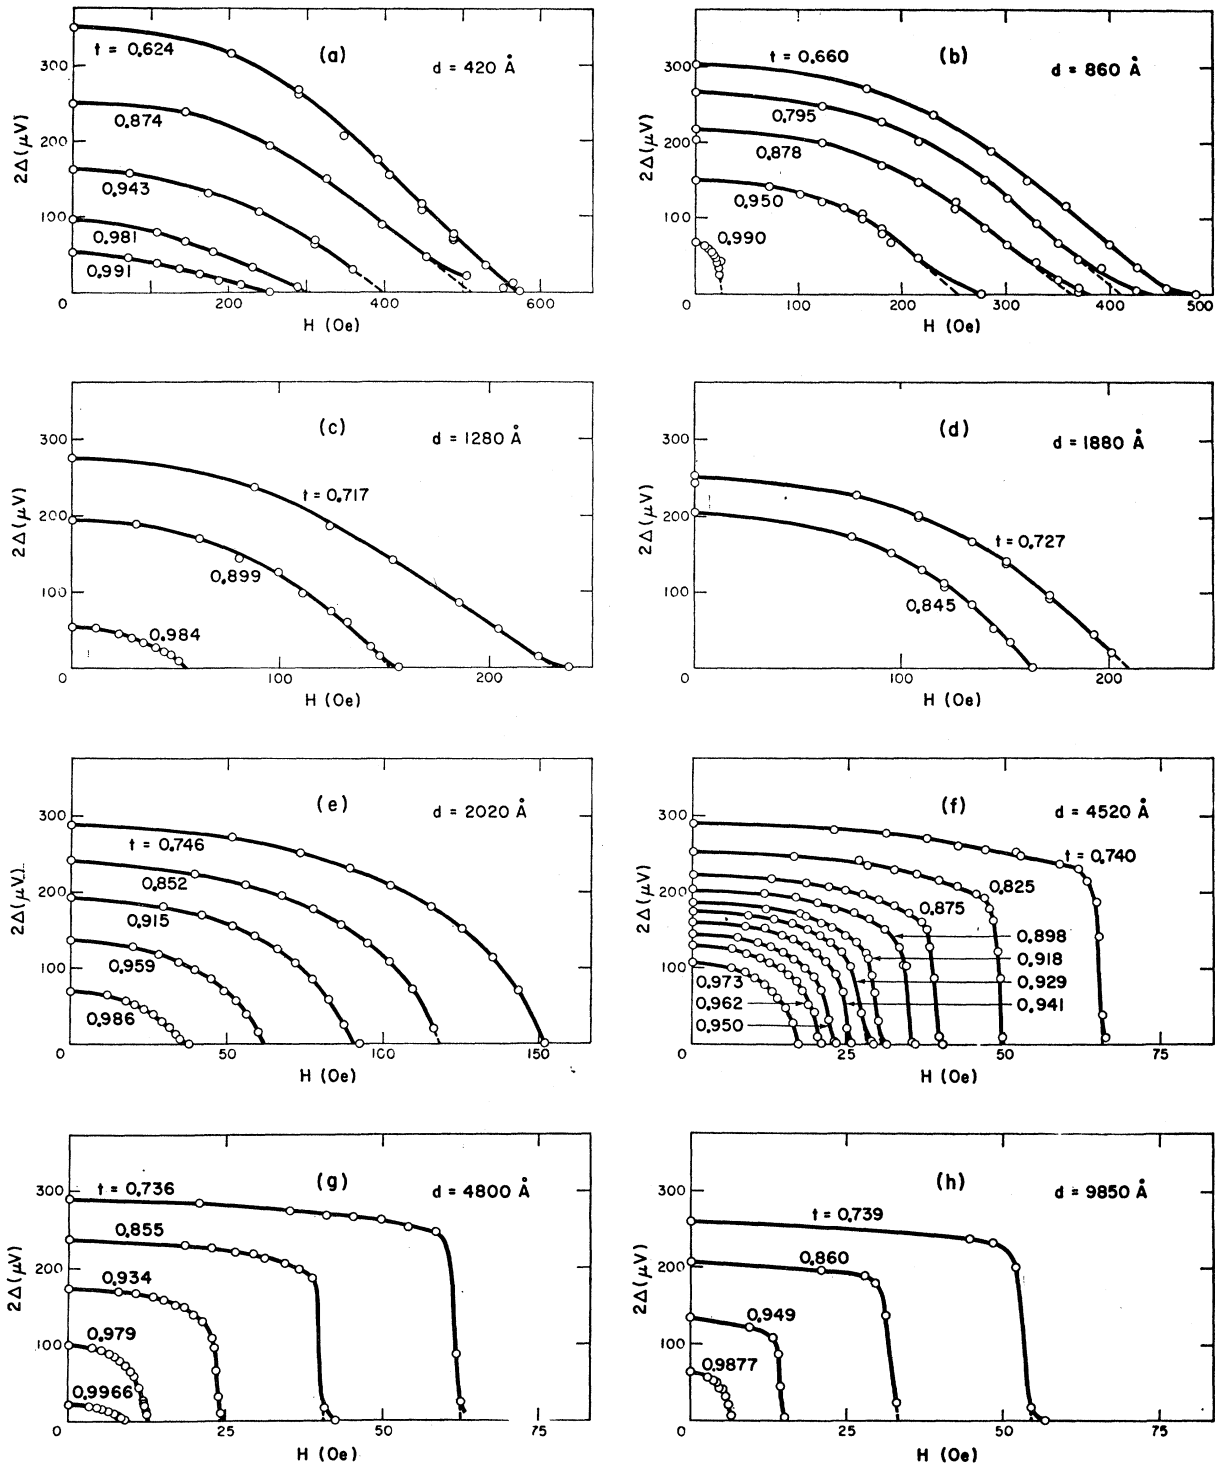 (a)
d = 420 Å
t = 0.624
0.874
0.943
0.981
0.991
300
200
100
0
2Δ(μV)
200
400
600
H (Oe)
(b)
d = 860 Å
t = 0.660
0.795
0.878
0.950
0.990
300
200
100
0
2Δ(μV)
100
200
300
400
500
H (Oe)
(c)
d = 1280 Å
t = 0.717
0.899
0.984
300
200
100
0
2Δ(μV)
100
200
H (Oe)
(d)
d = 1880 Å
t = 0.727
0.845
300
200
100
0
2Δ(μV)
100
200
H (Oe)
(e)
d = 2020 Å
t = 0.746
0.852
0.915
0.959
0.986
300
200
100
0
2Δ(μV)
50
100
150
H (Oe)
(f)
d = 4520 Å
t = 0.740
0.825
0.875
0.898
0.918
0.929
0.941
0.973
0.962
0.950
300
200
100
0
2Δ(μV)
25
50
75
H (Oe)
(g)
d = 4800 Å
t = 0.736
0.855
0.934
0.979
0.9966
300
200
100
0
2Δ(μV)
25
50
75
H (Oe)
(h)
d = 9850 Å
t = 0.739
0.860
0.949
0.9877
300
200
100
0
2Δ(μV)
25
50
75
H (Oe)